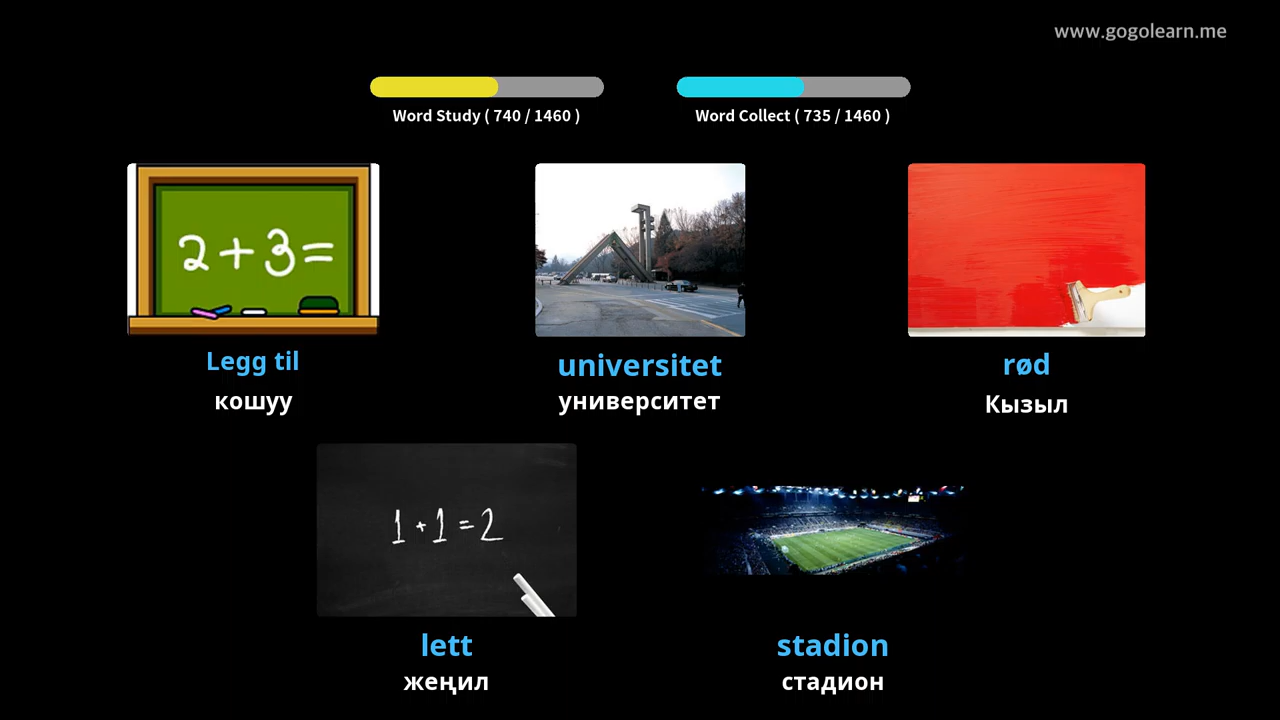 www.gogolearn.me
Word Study ( 740 / 1460 )
Word Collect ( 735 / 1460 )
2+3=
Legg til
кошуу
universitet
университет
rød
Кызыл
1+1=2
lett
жеңил
stadion
стадион